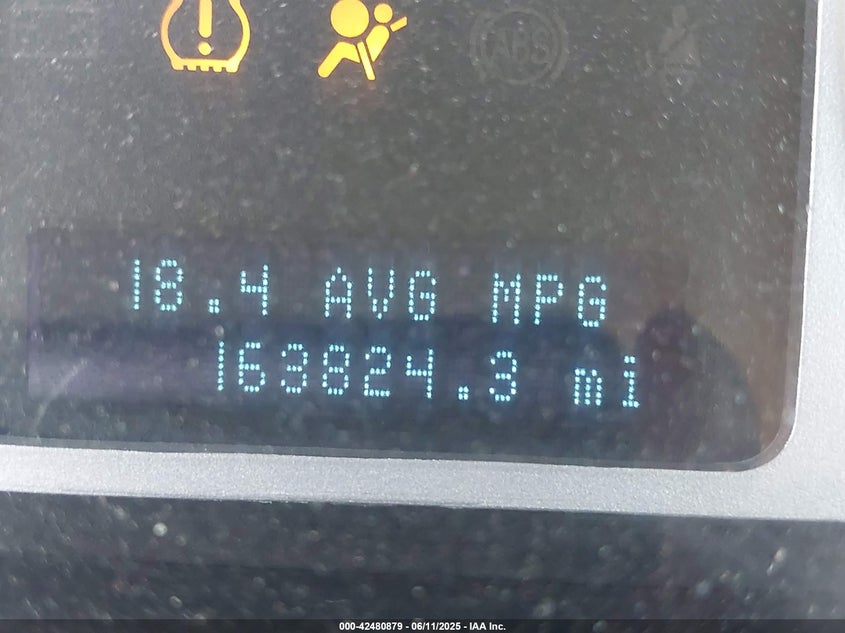 ABS
18.4 AVG MPG
163824.3 mi
000-42480879 - 06/11/2025 - IAA Inc.